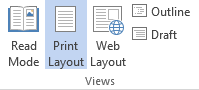 Read Mode
Print Layout
Web Layout
Outline
Draft
Views